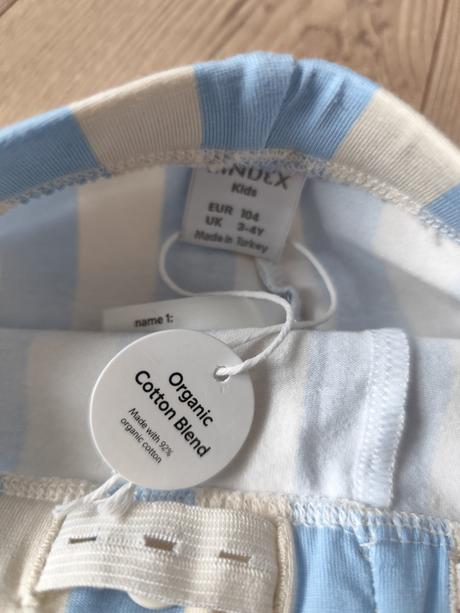 LINDEX
Kids
EUR 104
UK 3-4Y
Made in Turkey
name 1:
Organic
Cotton Blend
Made with 92%
organic cotton